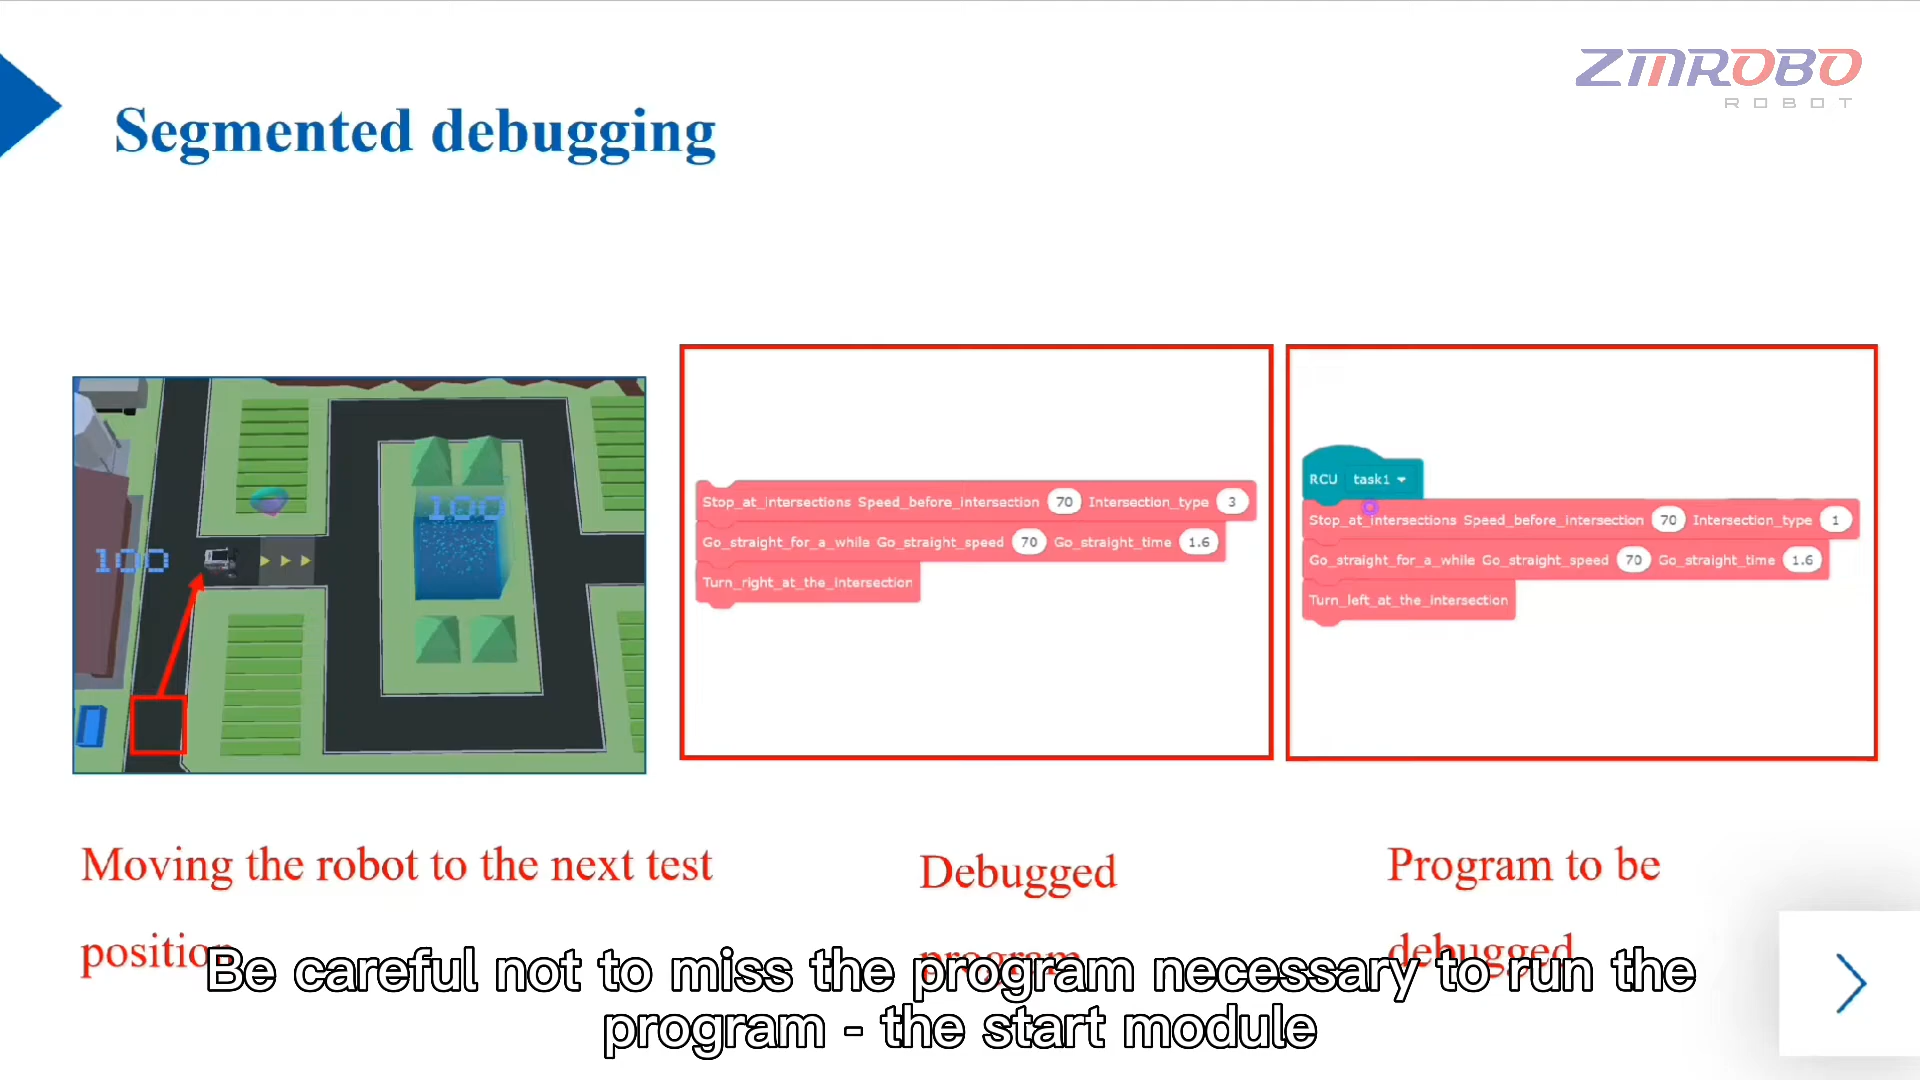 ZMROBO
ROBOT
Segmented debugging
100
100
Stop_at_intersections Speed_before_intersection 70 Intersection_type 3
Go_straight_for_a_while Go_straight_speed 70 Go_straight_time 1.6
Turn_right_at_the_intersection
RCU task1
Stop_at_intersections Speed_before_intersection 70 Intersection_type 1
Go_straight_for_a_while Go_straight_speed 70 Go_straight_time 1.6
Turn_left_at_the_intersection
Moving the robot to the next test
position
Debugged
program
Program to be
debugged
Be careful not to miss the program necessary to run the
program - the start module